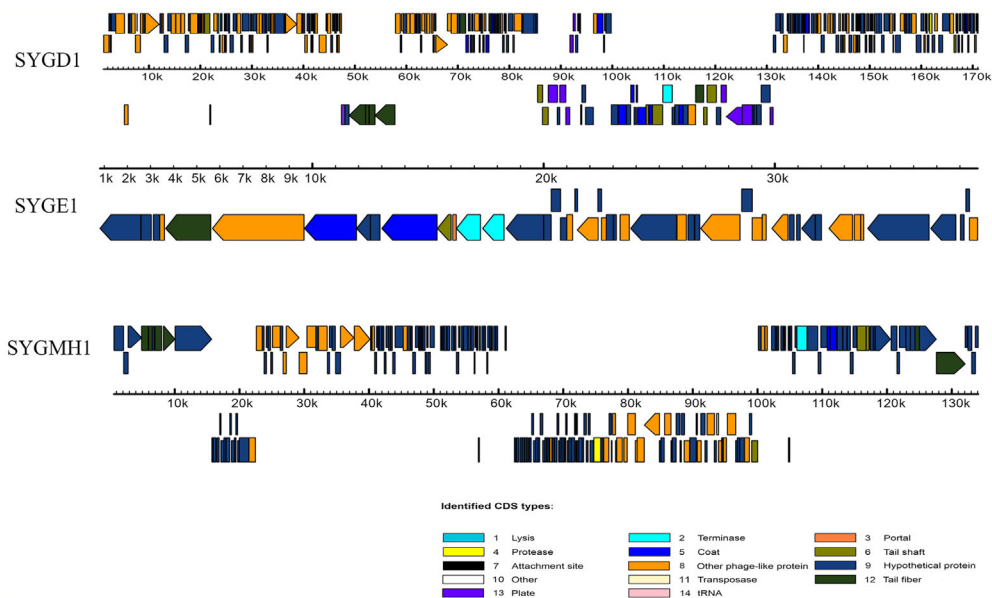 SYGD1
10k 20k 30k 40k 50k 60k 70k 80k 90k 100k 110k 120k 130k 140k 150k 160k 170k
SYGE1
1k 2k 3k 4k 5k 6k 7k 8k 9k 10k 20k 30k
SYGMH1
10k 20k 30k 40k 50k 60k 70k 80k 90k 100k 110k 120k 130k
Identified CDS types:
1 Lysis 2 Terminase 3 Portal
4 Protease 5 Coat 6 Tail shaft
7 Attachment site 8 Other phage-like protein 9 Hypothetical protein
10 Other 11 Transposase 12 Tail fiber
13 Plate 14 tRNA